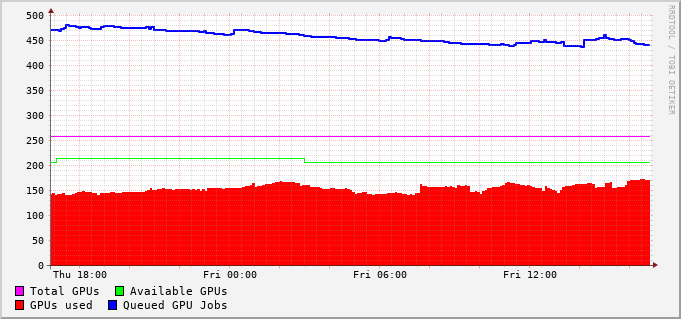 500
450
400
350
300
250
200
150
100
50
0
Thu 18:00 Fri 00:00 Fri 06:00 Fri 12:00
Total GPUs Available GPUs
GPUs used Queued GPU Jobs
RRDTOOL / TOBI OETIKER